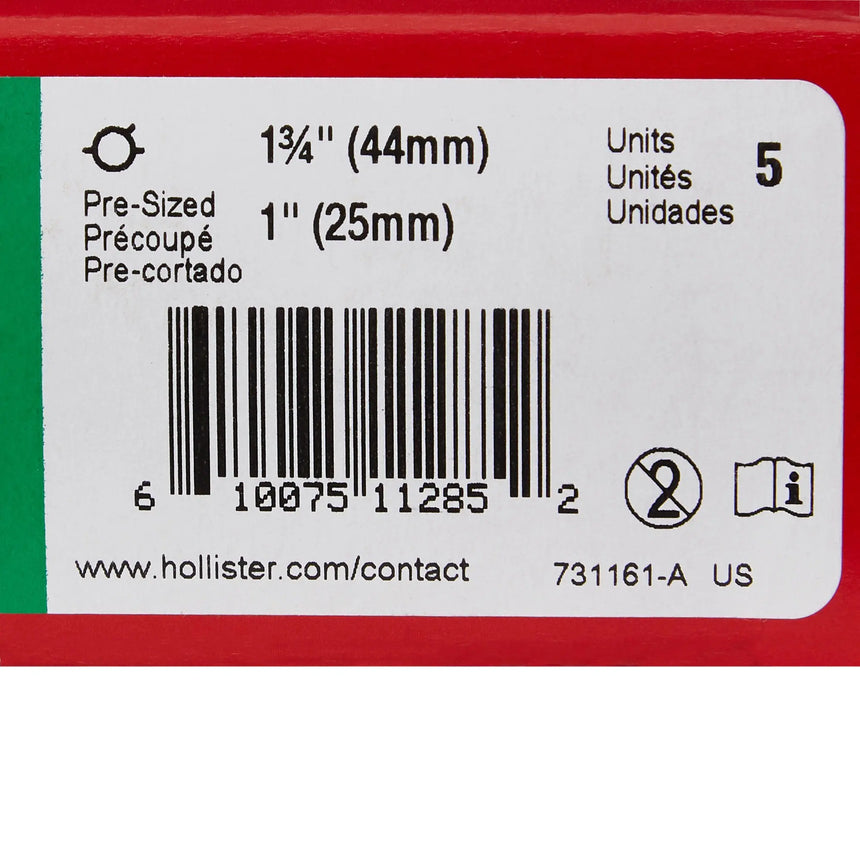 1¾" (44mm)
Units
Unités
Unidades
5
Pre-Sized
Précoupé
Pre-cortado
1" (25mm)
6 10075 11285 2
2
i
www.hollister.com/contact
731161-A US